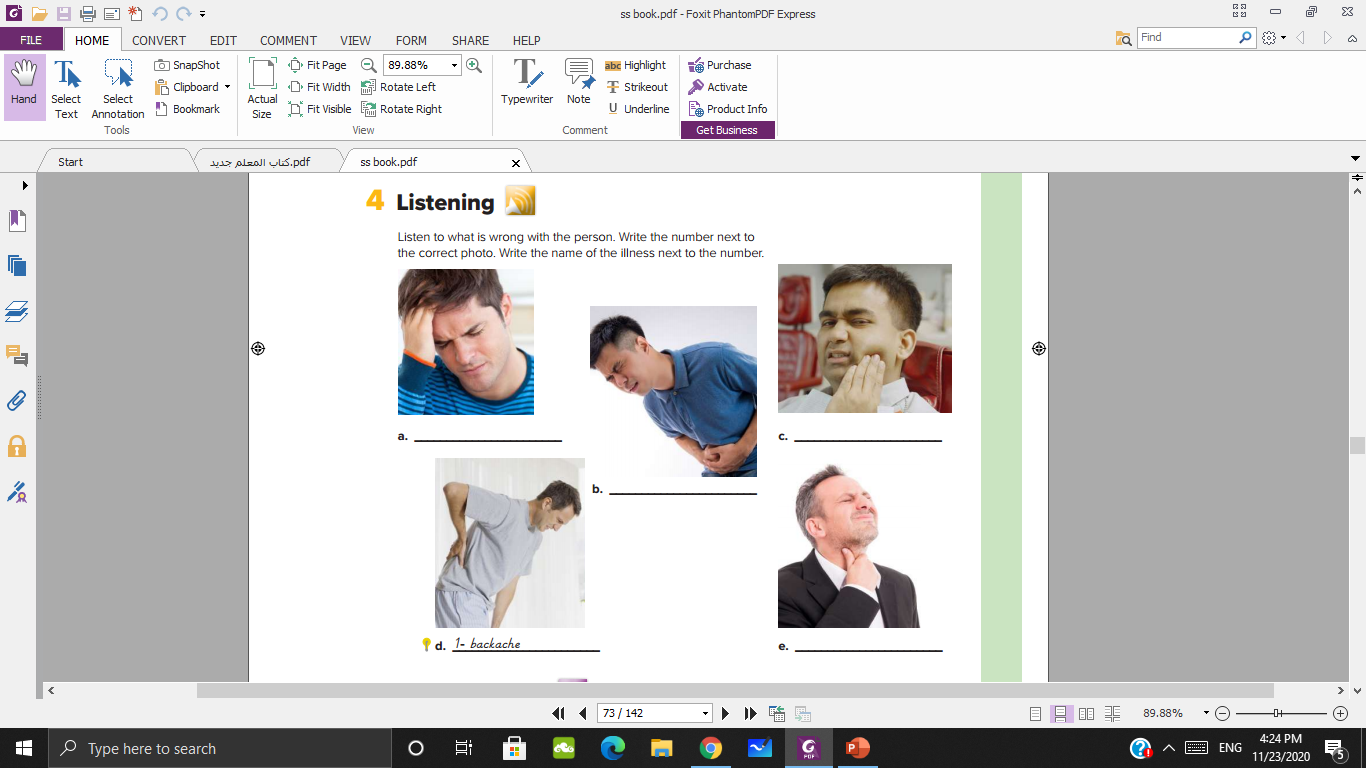 ss book.pdf - Foxit PhantomPDF Express
FILE
HOME
CONVERT
EDIT
COMMENT
VIEW
FORM
SHARE
HELP
Find
Hand
Select
Text
Select
Annotation
SnapShot
Clipboard
Bookmark
Tools
Actual
Size
Fit Page
Fit Width
Fit Visible
89.88%
Rotate Left
Rotate Right
View
Typewriter
Note
abc Highlight
T Strikeout
U Underline
Comment
Purchase
Activate
Product Info
Get Business
Start
كتاب المعلم جديد.pdf
ss book.pdf
4 Listening
Listen to what is wrong with the person. Write the number next to
the correct photo. Write the name of the illness next to the number.
a.
b.
c.
d. 1- backache
e.
73 / 142
89.88%
Type here to search
PDF
P
ENG
4:24 PM
11/23/2020
5